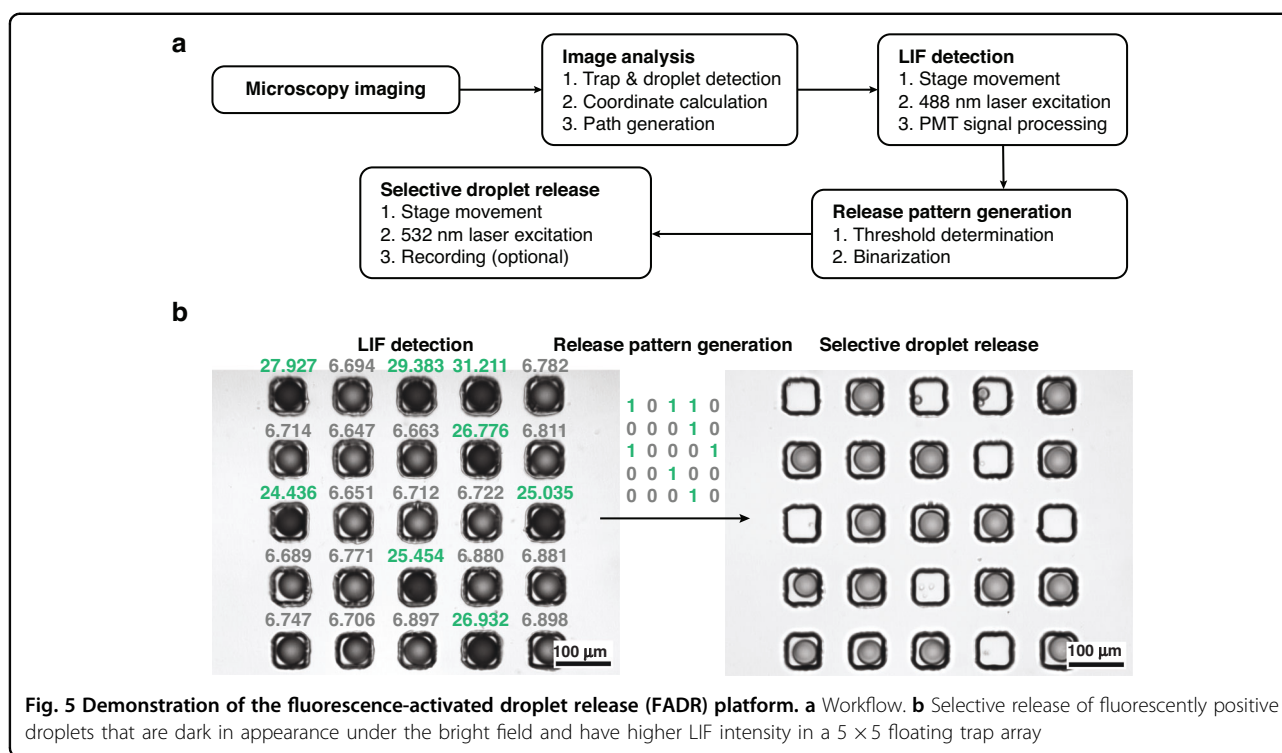 a
Microscopy imaging
Image analysis
1. Trap & droplet detection
2. Coordinate calculation
3. Path generation
LIF detection
1. Stage movement
2. 488 nm laser excitation
3. PMT signal processing
Selective droplet release
1. Stage movement
2. 532 nm laser excitation
3. Recording (optional)
Release pattern generation
1. Threshold determination
2. Binarization
b
LIF detection
27.927 6.694 29.383 31.211 6.782
6.714 6.647 6.663 26.776 6.811
24.436 6.651 6.712 6.722 25.035
6.689 6.771 25.454 6.880 6.881
6.747 6.706 6.897 26.932 6.898
100 μm
Release pattern generation
1 0 1 1 0
0 0 0 1 0
1 0 0 0 1
0 0 1 0 0
0 0 0 1 0
Selective droplet release
100 μm
Fig. 5 Demonstration of the fluorescence-activated droplet release (FADR) platform. a Workflow. b Selective release of fluorescently positive
droplets that are dark in appearance under the bright field and have higher LIF intensity in a 5 × 5 floating trap array